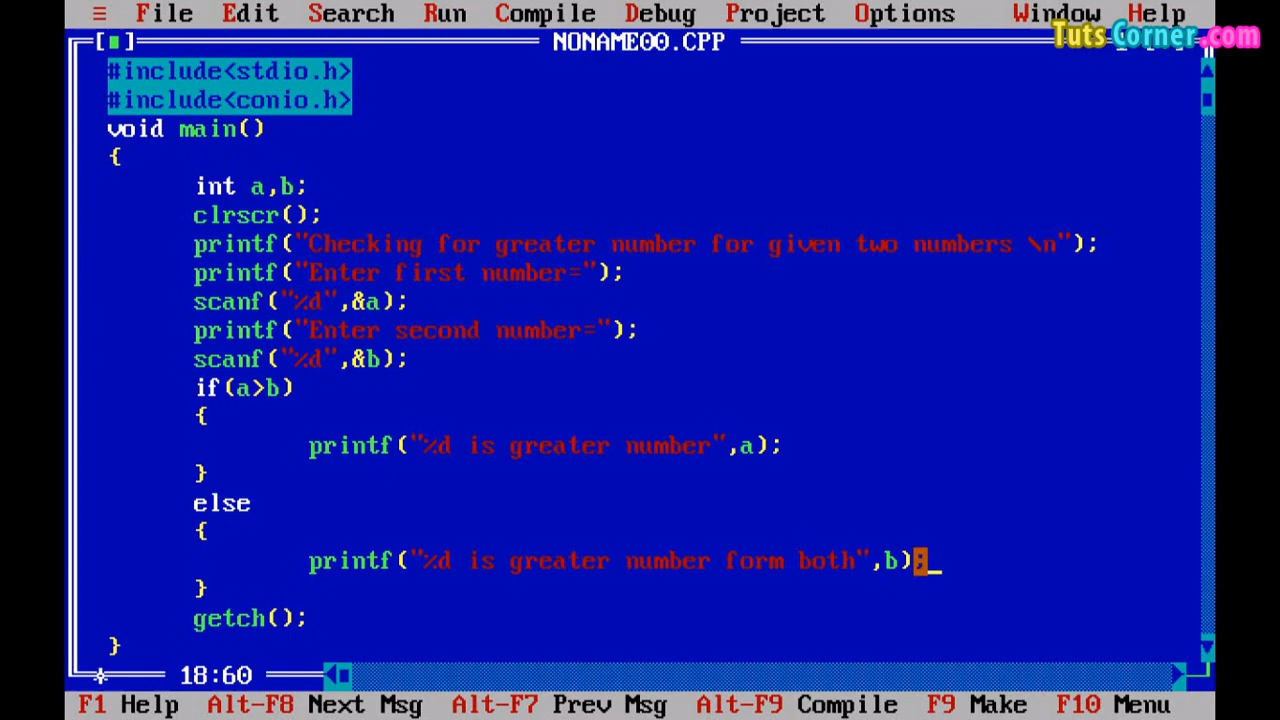 ≡ File Edit Search Run Compile Debug Project Options Window Help
TutsCorner.com
[■] NONAME00.CPP
#include<stdio.h>
#include<conio.h>
void main()
{
int a,b;
clrscr();
printf("Checking for greater number for given two numbers \n");
printf("Enter first number=");
scanf("%d",&a);
printf("Enter second number=");
scanf("%d",&b);
if(a>b)
{
printf("%d is greater number",a);
}
else
{
printf("%d is greater number form both",b);
}
getch();
}
18:60
F1 Help Alt-F8 Next Msg Alt-F7 Prev Msg Alt-F9 Compile F9 Make F10 Menu